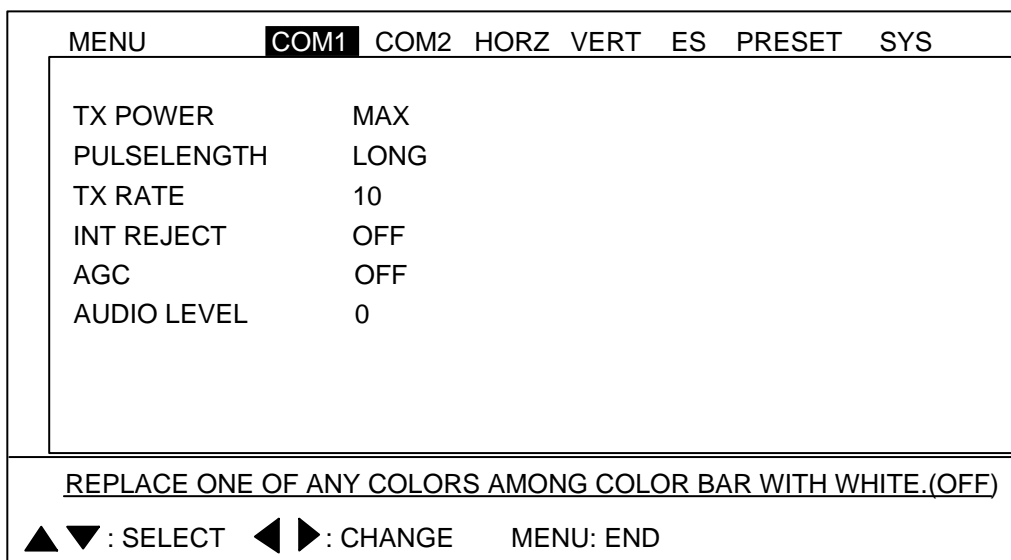 MENU COM1 COM2 HORZ VERT ES PRESET SYS
TX POWER MAX
PULSELENGTH LONG
TX RATE 10
INT REJECT OFF
AGC OFF
AUDIO LEVEL 0
REPLACE ONE OF ANY COLORS AMONG COLOR BAR WITH WHITE.(OFF)
▲ ▼ : SELECT ◀ ▶ : CHANGE MENU: END